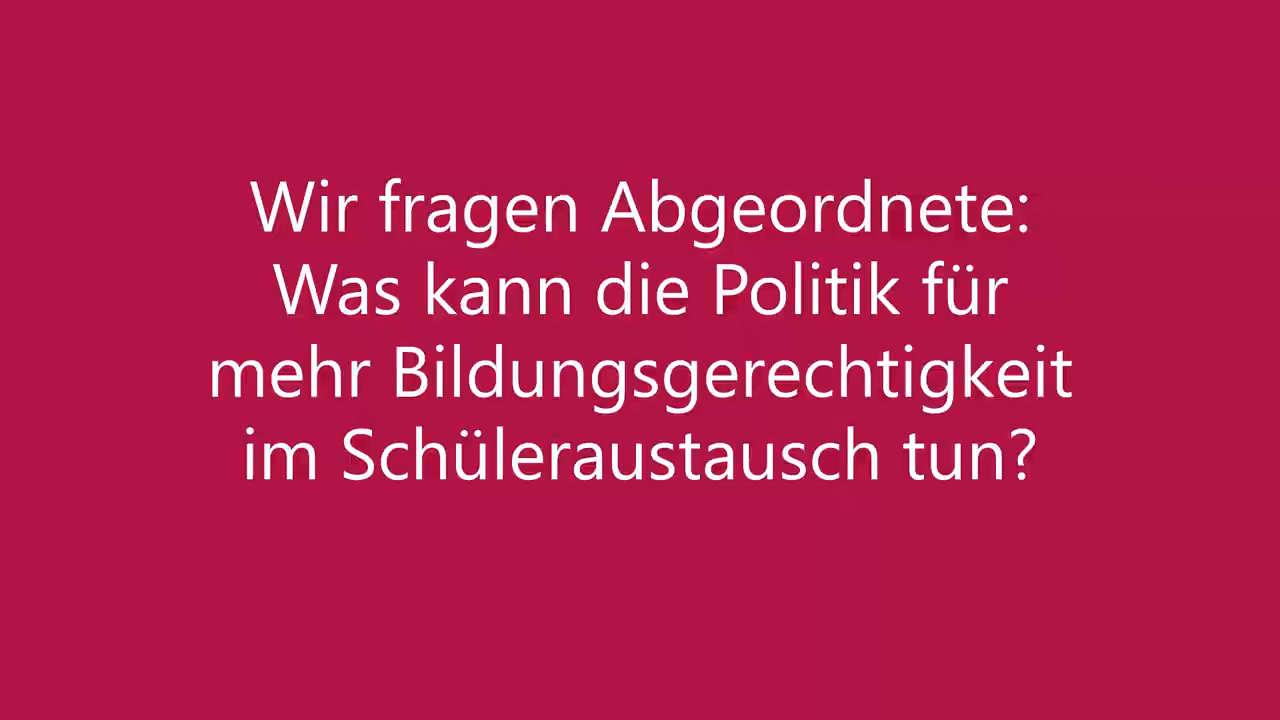 Wir fragen Abgeordnete:
Was kann die Politik für
mehr Bildungsgerechtigkeit
im Schüleraustausch tun?